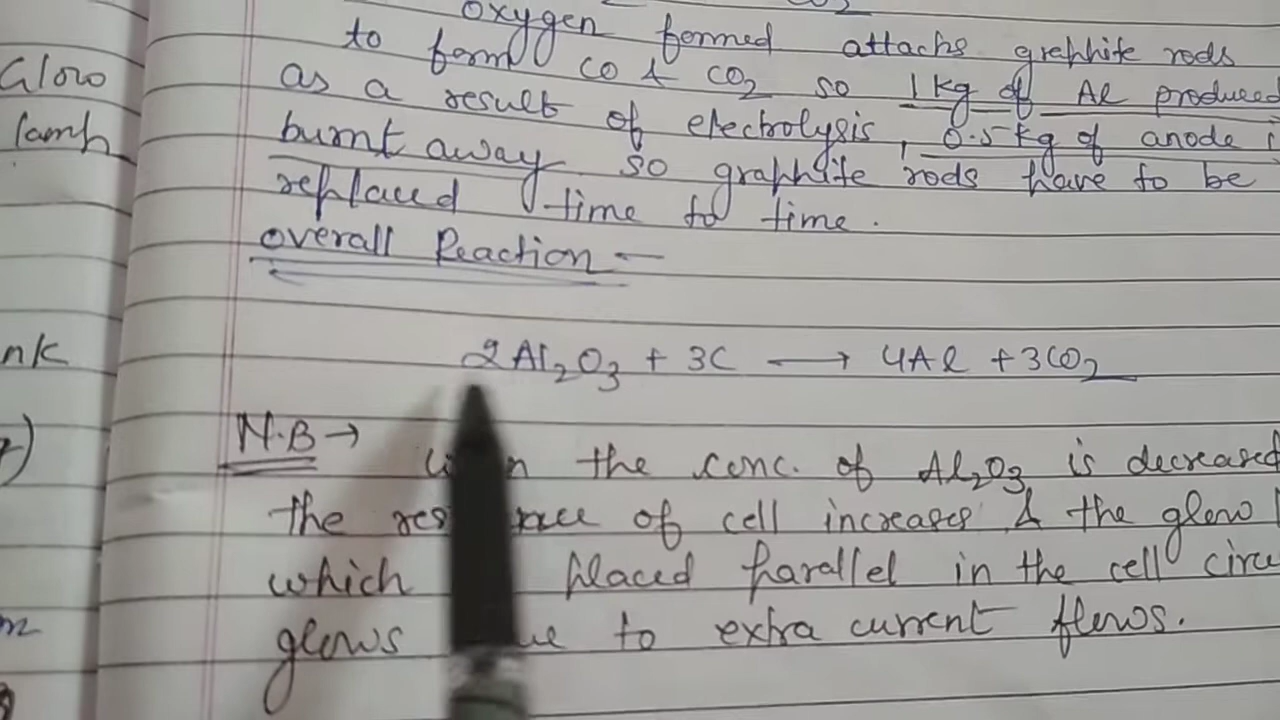 oxygen formed attacks graphite rods
to form CO & CO2 so 1 kg of Al produced
as a result of electrolysis, 0.5 kg of anode i
burnt away so graphite rods have to be
replaced time to time.
Overall Reaction -
2Al2O3 + 3C → 4Al + 3CO2
N.B → the conc. of Al2O3 is decreased
the of cell increases & the glow
which placed parallel in the cell
glows to extra current flows.
Glow
lamp
nk